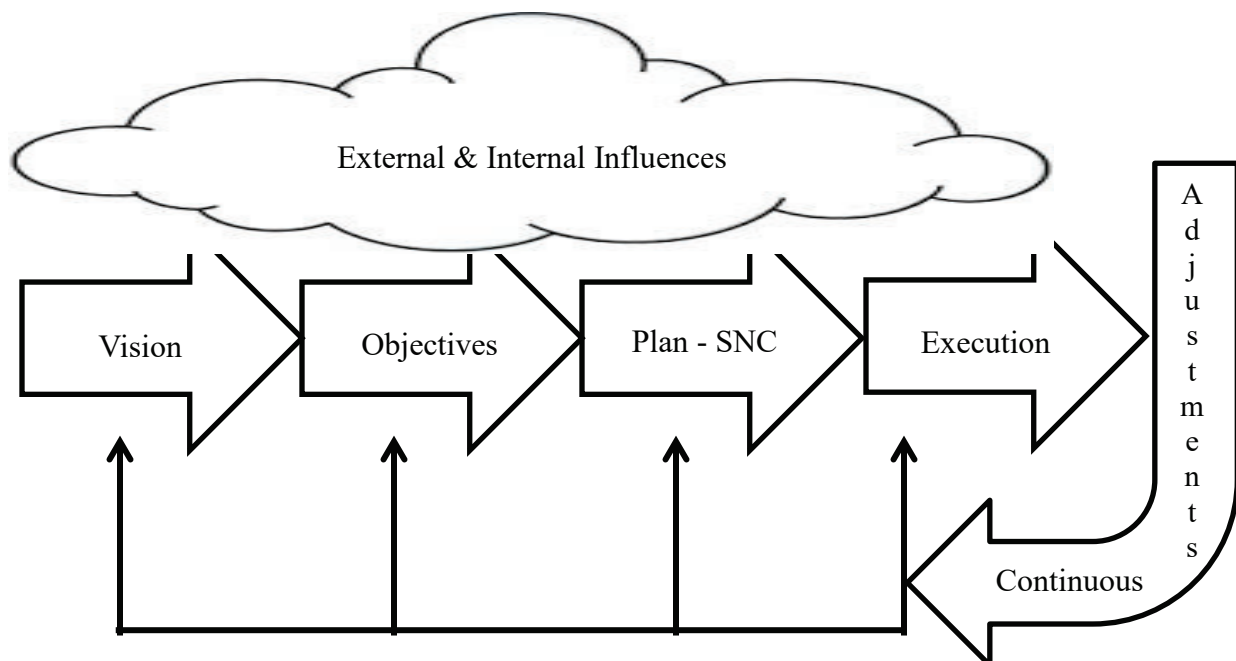 External & Internal Influences
Vision
Objectives
Plan - SNC
Execution
Adjustments
Continuous